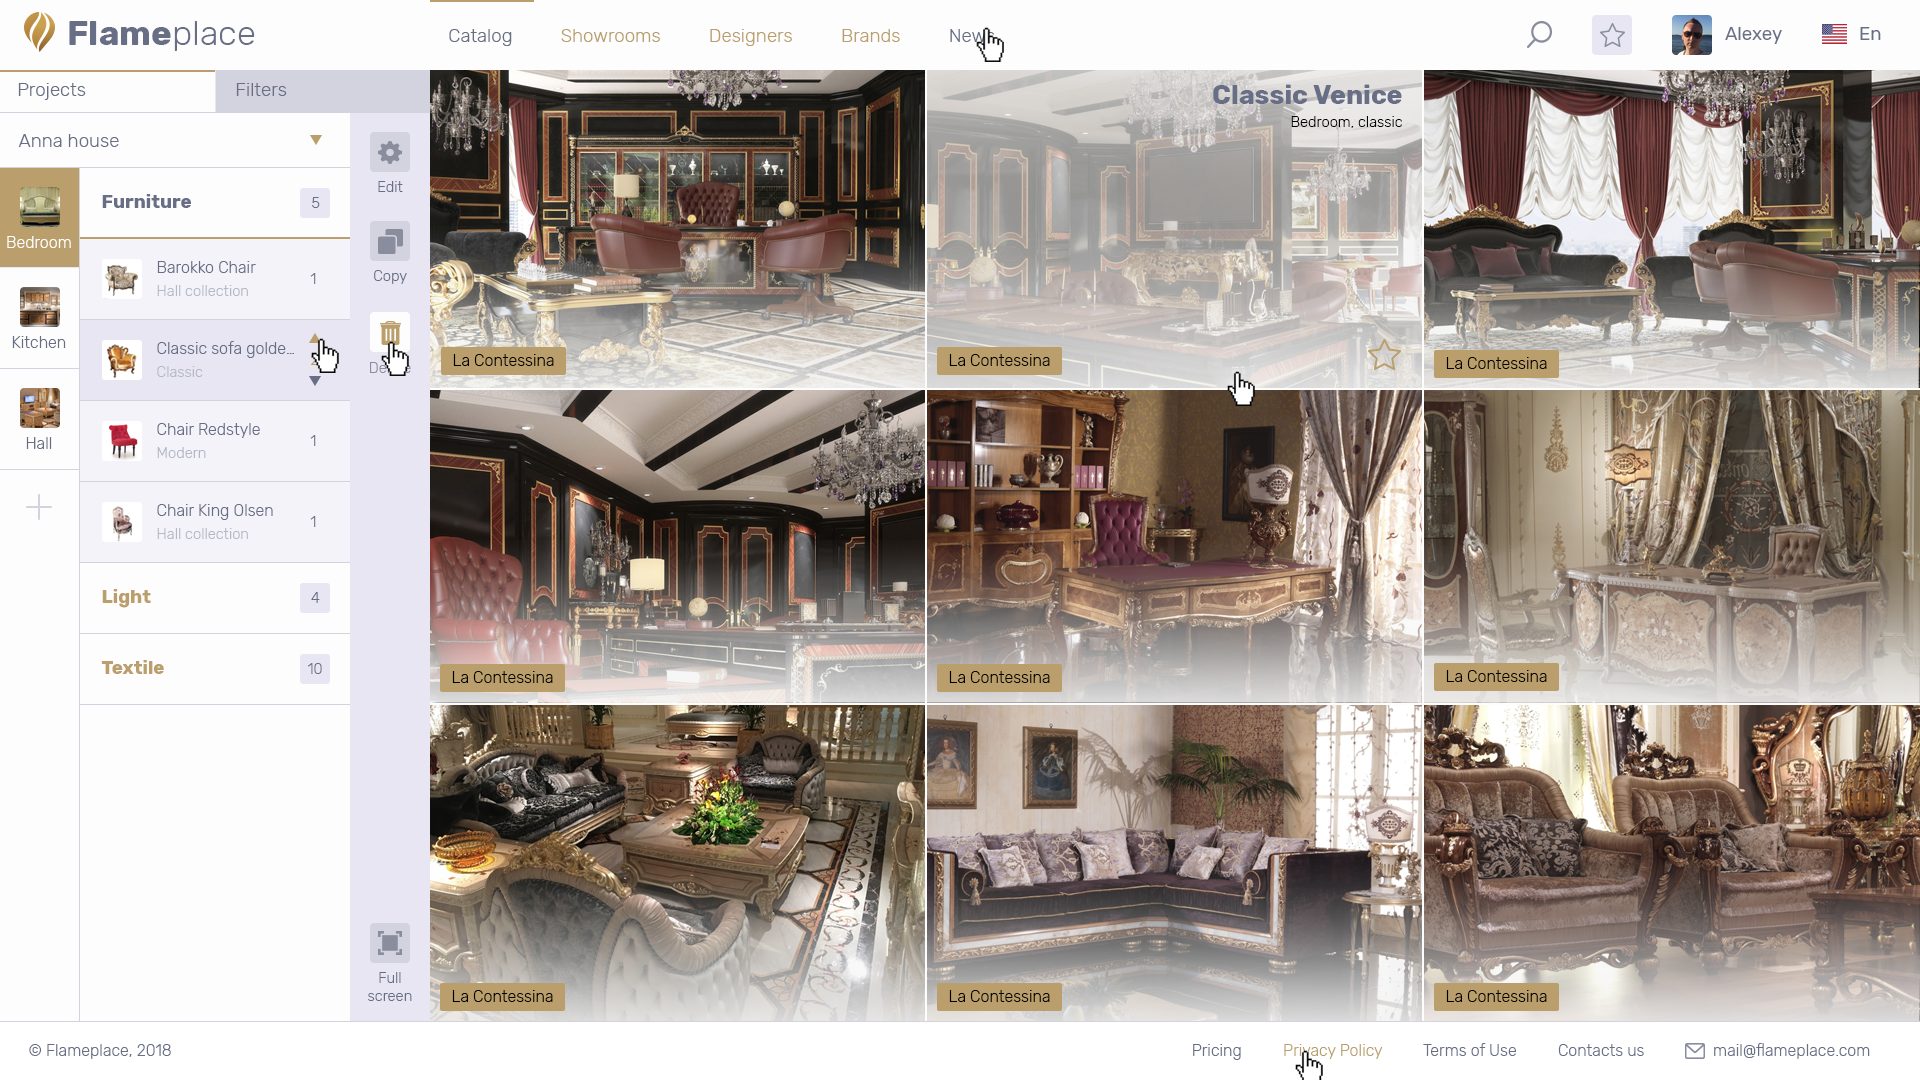 Flameplace
Catalog
Showrooms
Designers
Brands
New
Alexey
En
Projects
Filters
Anna house
Bedroom
Kitchen
Hall
Furniture
5
Barokko Chair
Hall collection
1
Classic sofa golde...
Classic
Chair Redstyle
Modern
1
Chair King Olsen
Hall collection
1
Light
4
Textile
10
Edit
Copy
Full
screen
La Contessina
Classic Venice
Bedroom, classic
La Contessina
La Contessina
La Contessina
La Contessina
La Contessina
La Contessina
La Contessina
La Contessina
© Flameplace, 2018
Pricing
Privacy Policy
Terms of Use
Contacts us
mail@flameplace.com